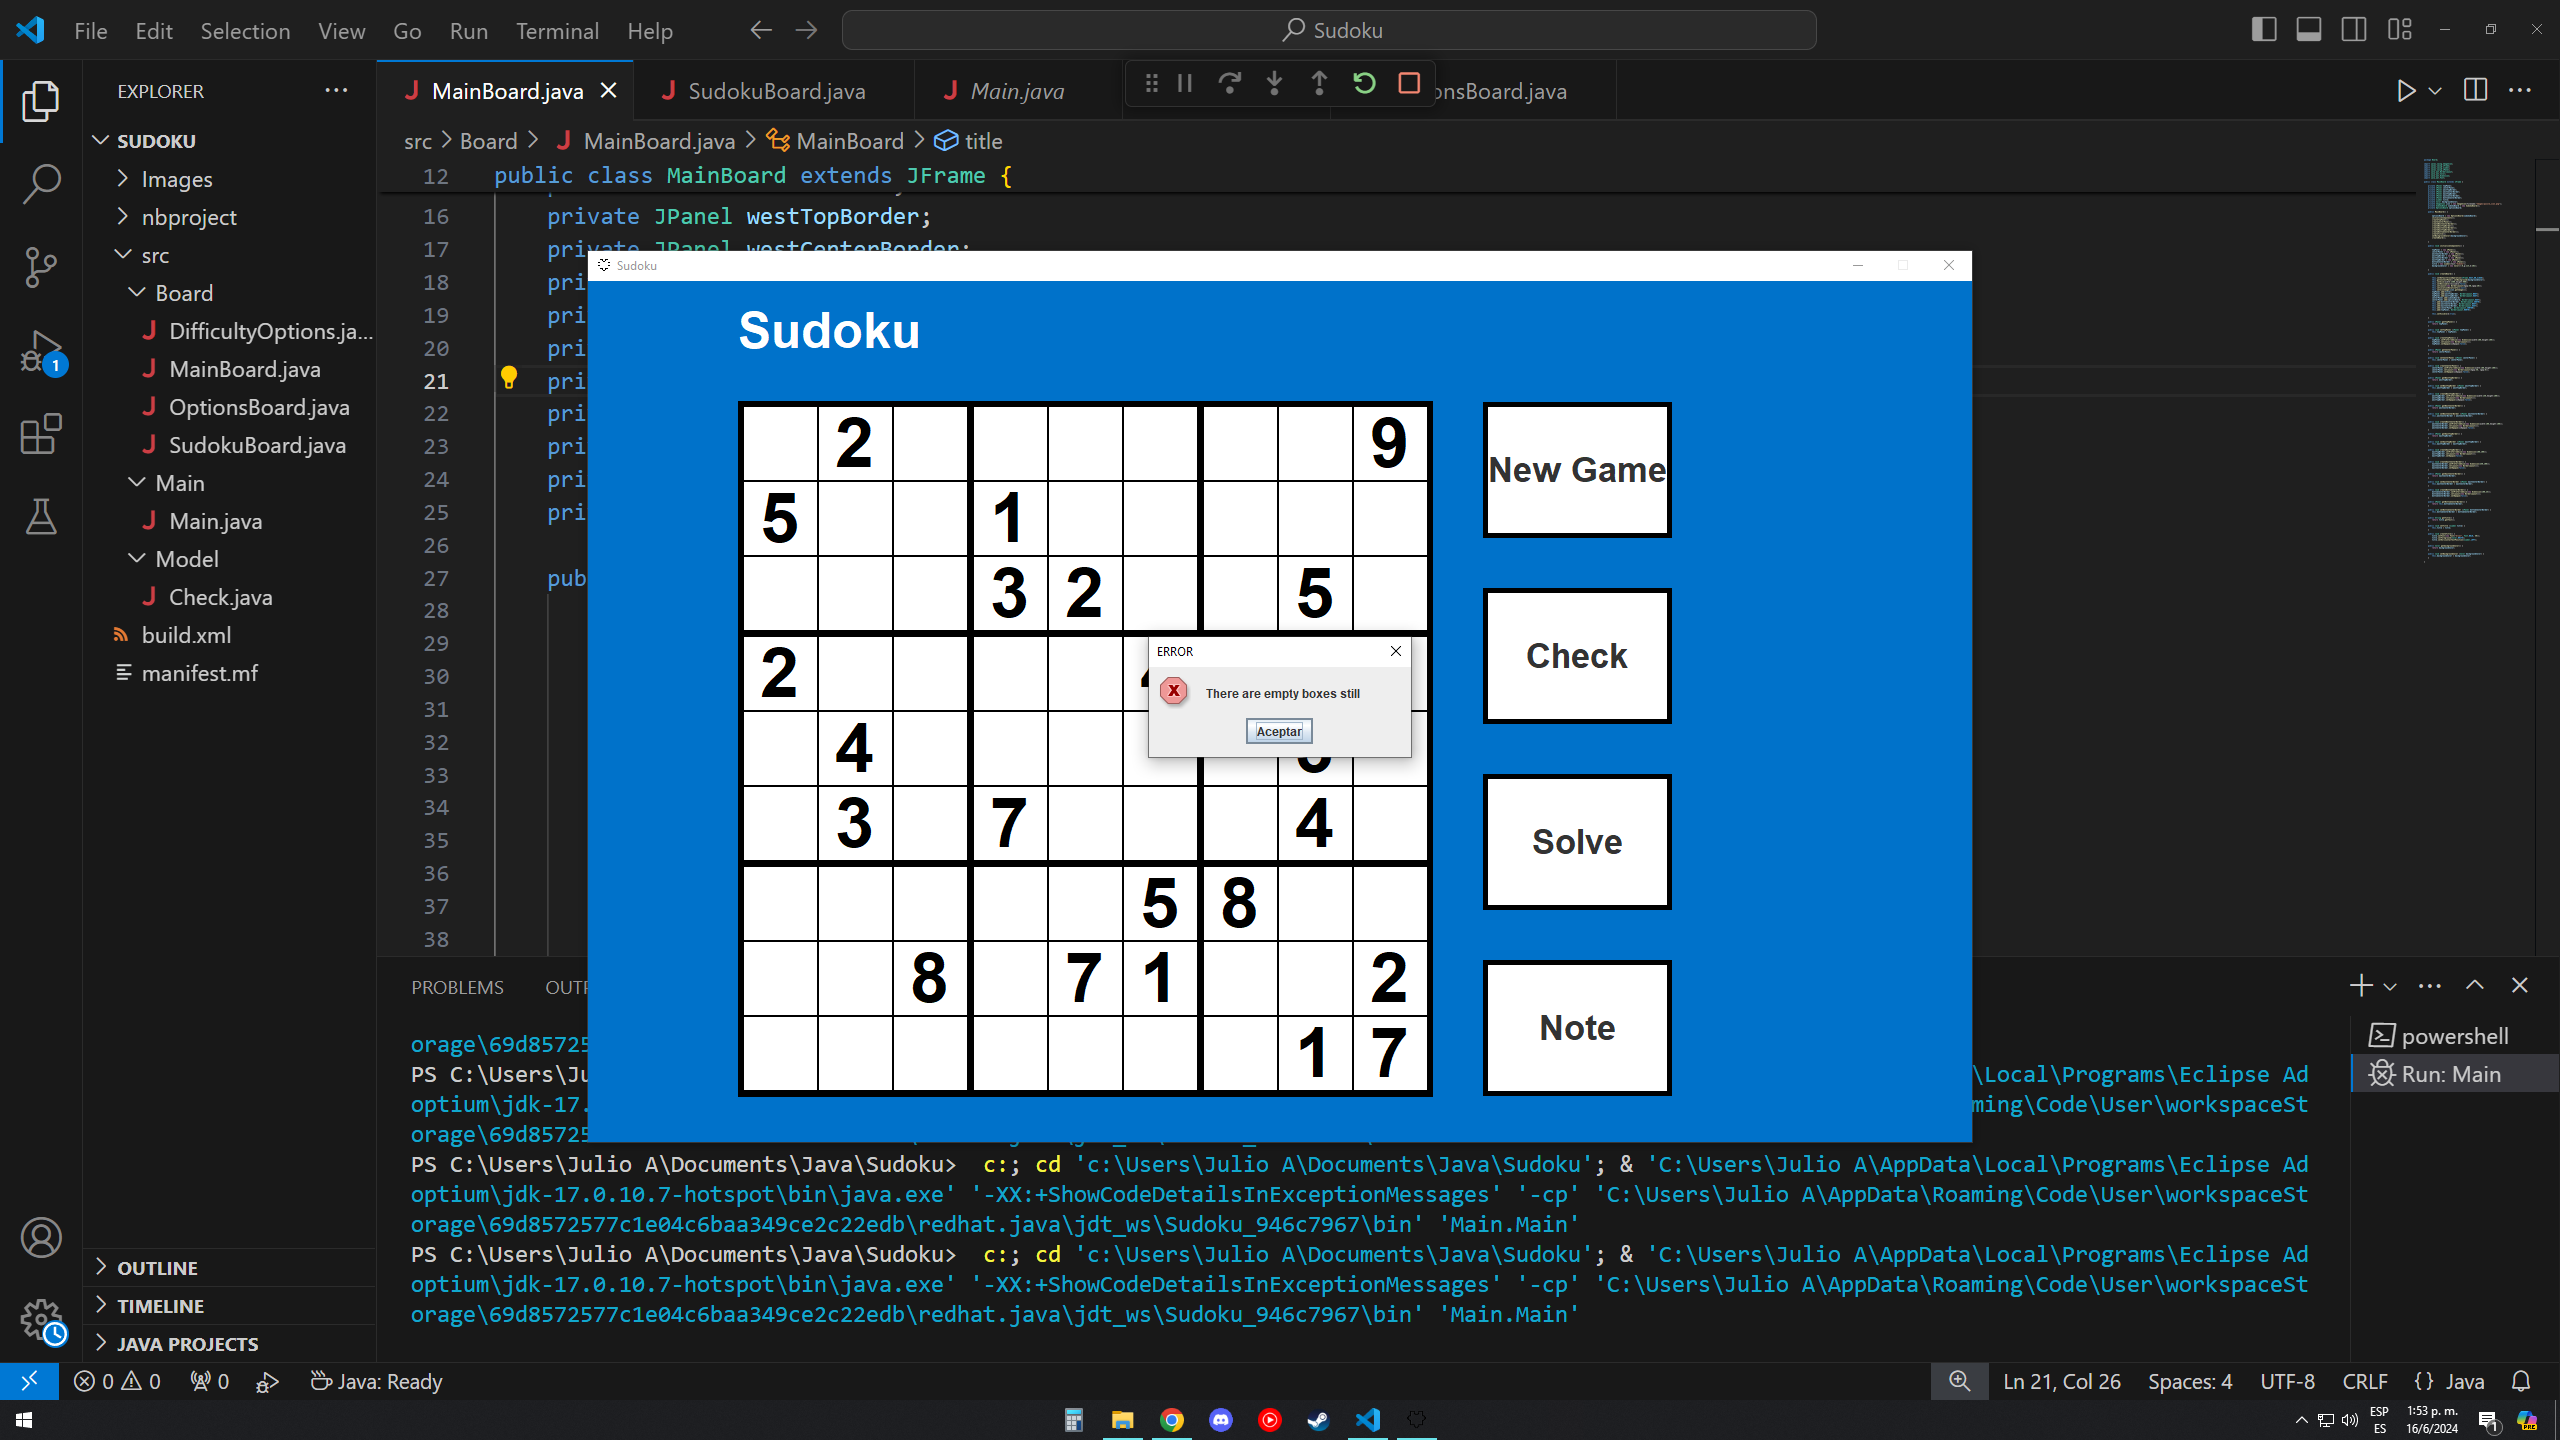 File Edit Selection View Go Run Terminal Help
Sudoku
EXPLORER
MainBoard.java
SudokuBoard.java
Main.java
onsBoard.java
src > Board > MainBoard.java > MainBoard > title
SUDOKU
Images
nbproject
src
Board
DifficultyOptions.ja...
MainBoard.java
OptionsBoard.java
SudokuBoard.java
Main
Main.java
Model
Check.java
build.xml
manifest.mf
OUTLINE
TIMELINE
JAVA PROJECTS
12 public class MainBoard extends JFrame {
16 private JPanel westTopBorder;
17 private JPanel westCenterBorder;
18 pri
19 pri
20 pri
21 pri
22 pri
23 pri
24 pri
25 pri
26
27 pub
28
29
30
31
32
33
34
35
36
37
38
Sudoku
Sudoku
2 9
5 1
3 2 5
2
4
3 7 4
5 8
8 7 1 2
1 7
New Game
Check
Solve
Note
ERROR
There are empty boxes still
Aceptar
PROBLEMS OUTP
powershell
Run: Main
orage\69d85725
PS C:\Users\Ju \Local\Programs\Eclipse Ad
optium\jdk-17. ming\Code\User\workspaceSt
orage\69d85725
PS C:\Users\Julio A\Documents\Java\Sudoku> c:; cd 'c:\Users\Julio A\Documents\Java\Sudoku'; & 'C:\Users\Julio A\AppData\Local\Programs\Eclipse Ad
optium\jdk-17.0.10.7-hotspot\bin\java.exe' '-XX:+ShowCodeDetailsInExceptionMessages' '-cp' 'C:\Users\Julio A\AppData\Roaming\Code\User\workspaceSt
orage\69d8572577c1e04c6baa349ce2c22edb\redhat.java\jdt_ws\Sudoku_946c7967\bin' 'Main.Main'
PS C:\Users\Julio A\Documents\Java\Sudoku> c:; cd 'c:\Users\Julio A\Documents\Java\Sudoku'; & 'C:\Users\Julio A\AppData\Local\Programs\Eclipse Ad
optium\jdk-17.0.10.7-hotspot\bin\java.exe' '-XX:+ShowCodeDetailsInExceptionMessages' '-cp' 'C:\Users\Julio A\AppData\Roaming\Code\User\workspaceSt
orage\69d8572577c1e04c6baa349ce2c22edb\redhat.java\jdt_ws\Sudoku_946c7967\bin' 'Main.Main'
1
0 0 0 Java: Ready
Ln 21, Col 26 Spaces: 4 UTF-8 CRLF {} Java
ESP
ES
1:53 p. m.
16/6/2024
1
PRE